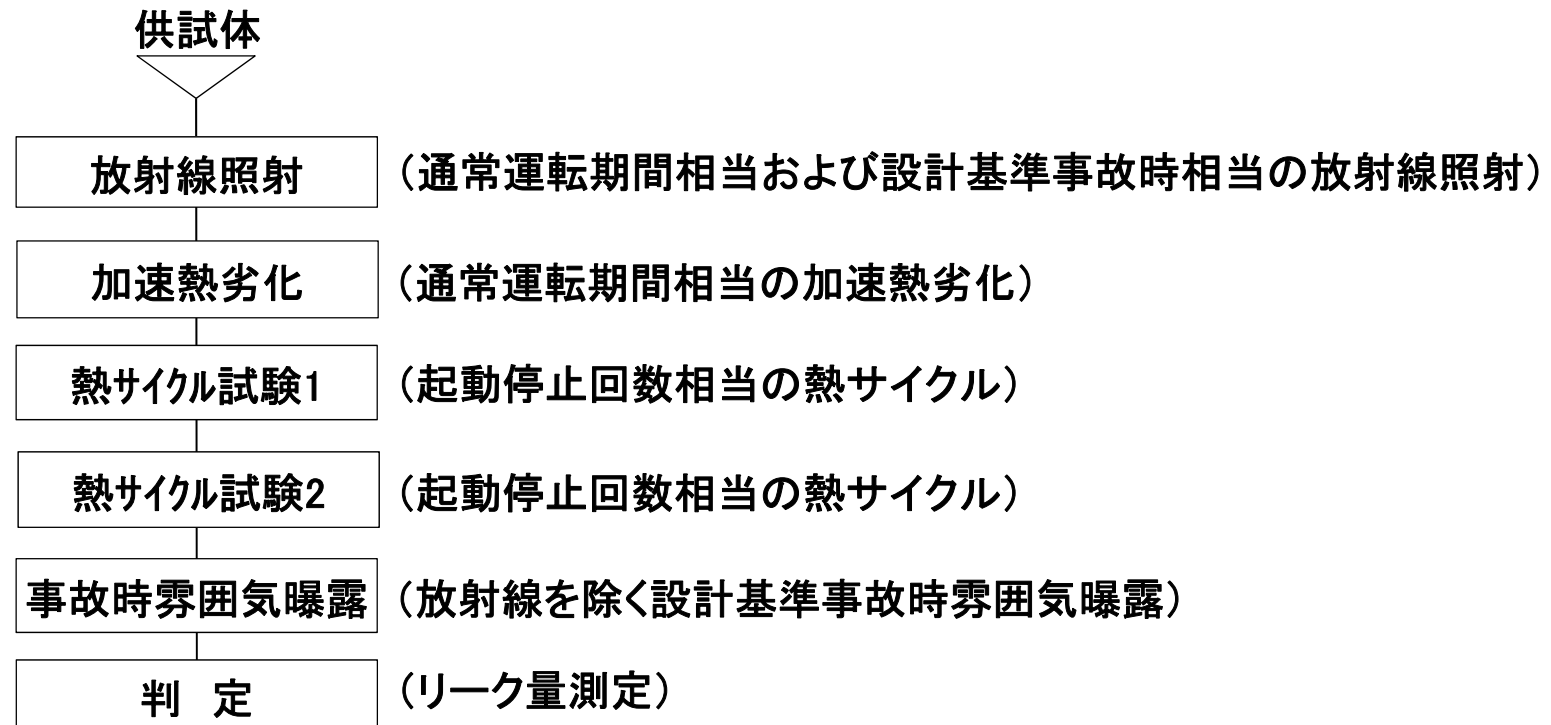 供試体
放射線照射 (通常運転期間相当および設計基準事故時相当の放射線照射)
加速熱劣化 (通常運転期間相当の加速熱劣化)
熱ｻｲｸﾙ試験1 (起動停止回数相当の熱サイクル)
熱ｻｲｸﾙ試験2 (起動停止回数相当の熱サイクル)
事故時雰囲気曝露 (放射線を除く設計基準事故時雰囲気曝露)
判　定 (リーク量測定)